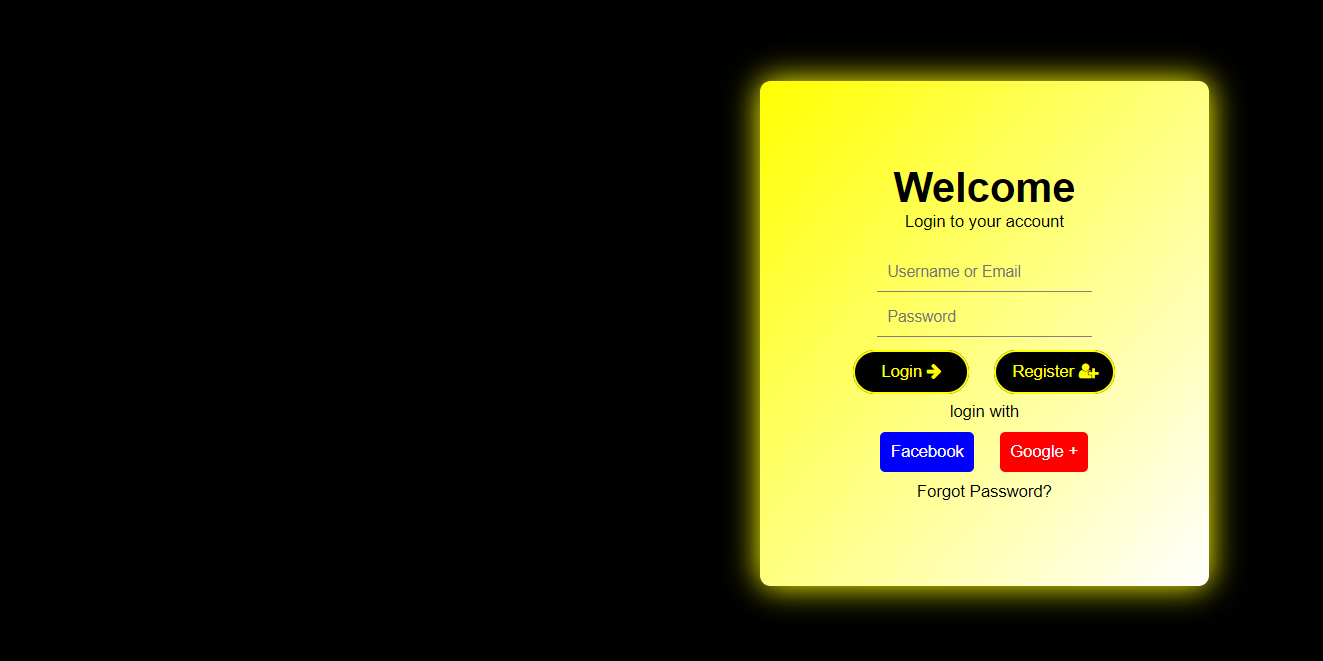 Welcome
Login to your account
Username or Email
Password
Login Register
login with
Facebook Google +
Forgot Password?